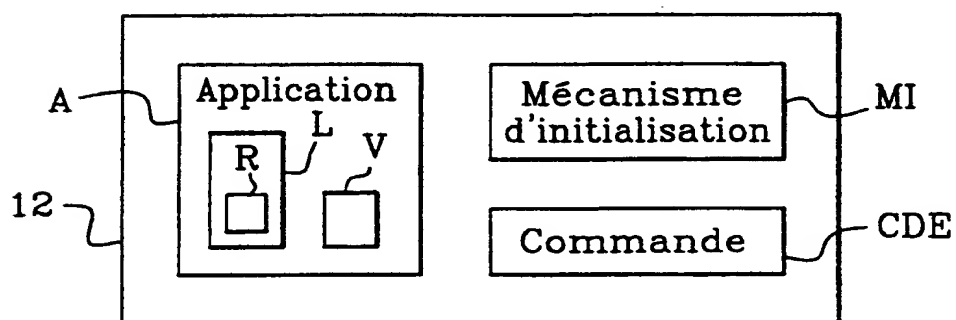 A
Application
L
R
V
12
Mécanisme
d'initialisation
MI
Commande
CDE